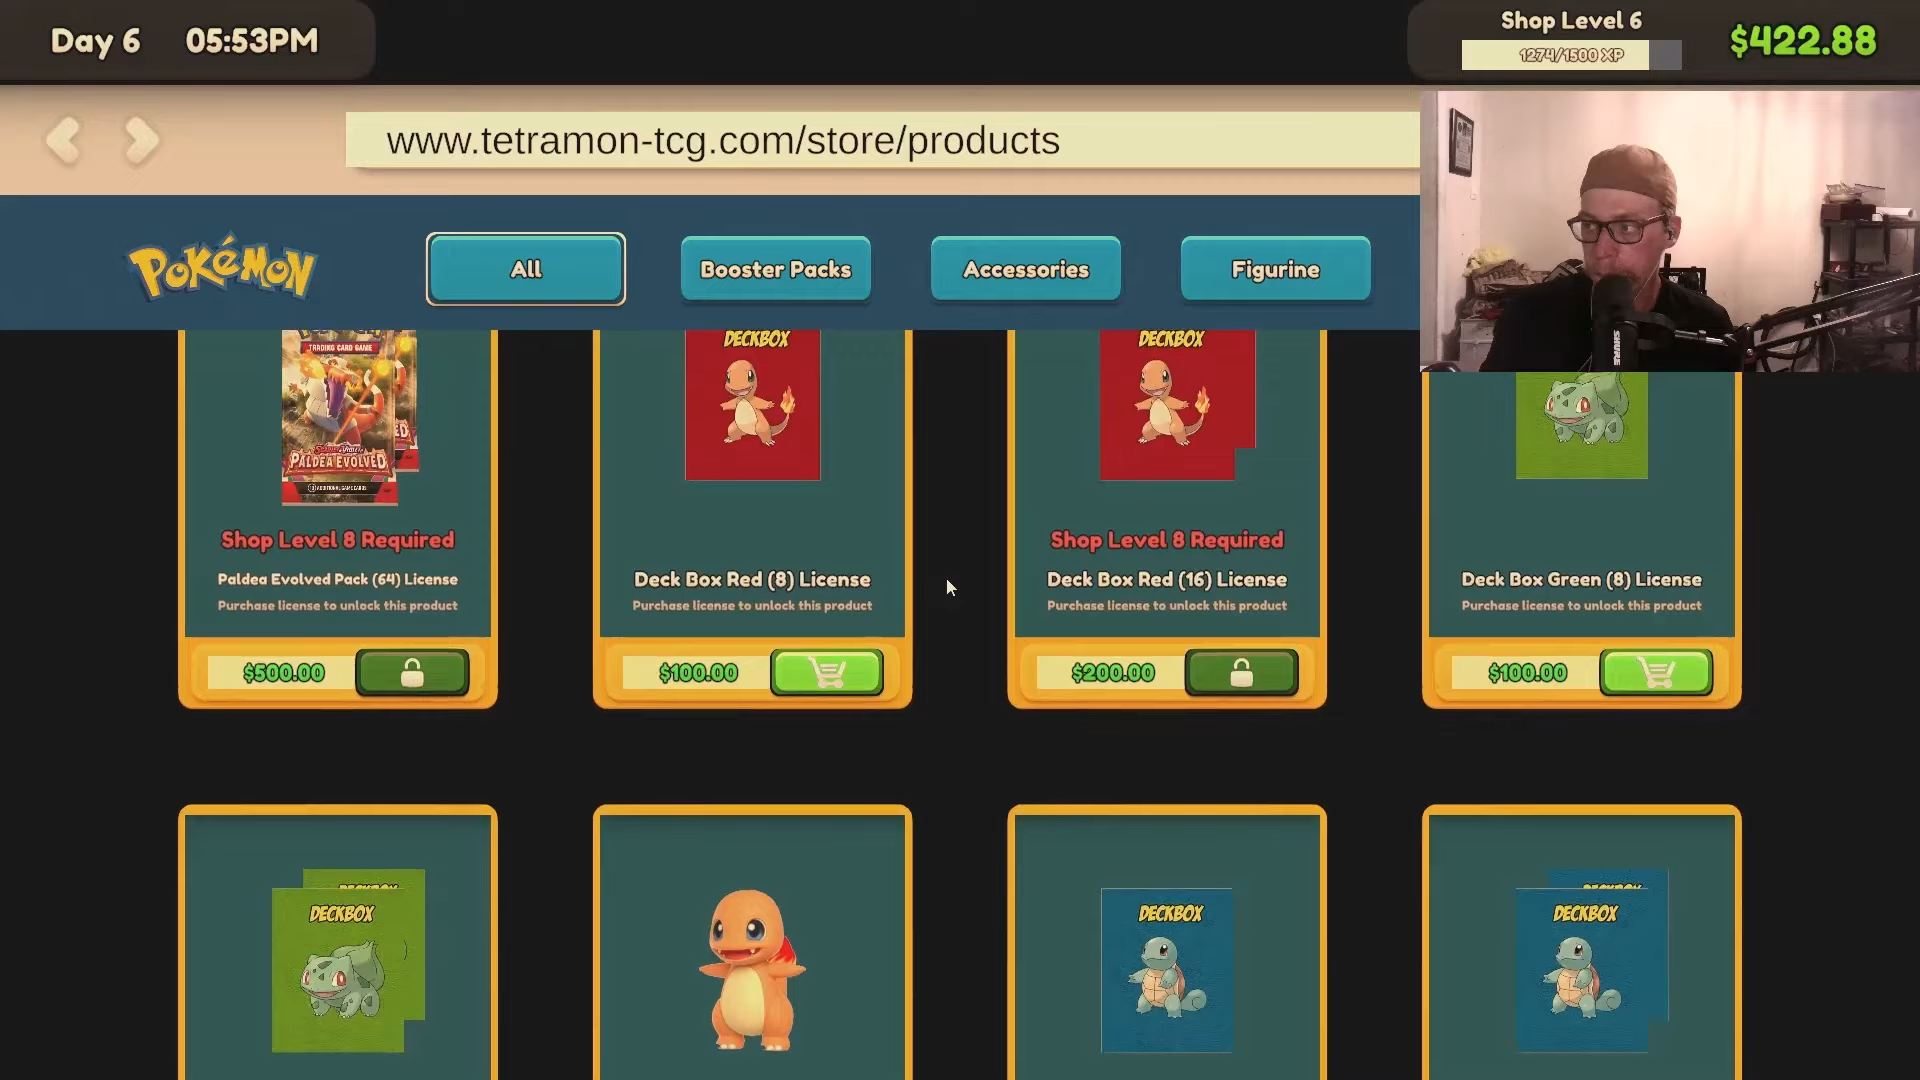 Day 6
05:53PM
Shop Level 6
1274/1500 XP
$422.88
www.tetramon-tcg.com/store/products
POKéMON
All
Booster Packs
Accessories
Figurine
TRADING CARD GAME
PALDEA EVOLVED
DECKBOX
DECKBOX
SHURE
Shop Level 8 Required
Shop Level 8 Required
Paldea Evolved Pack (64) License
Deck Box Red (8) License
Deck Box Red (16) License
Deck Box Green (8) License
Purchase license to unlock this product
Purchase license to unlock this product
Purchase license to unlock this product
Purchase license to unlock this product
$500.00
$100.00
$200.00
$100.00
DECKBOX
DECKBOX
DECKBOX